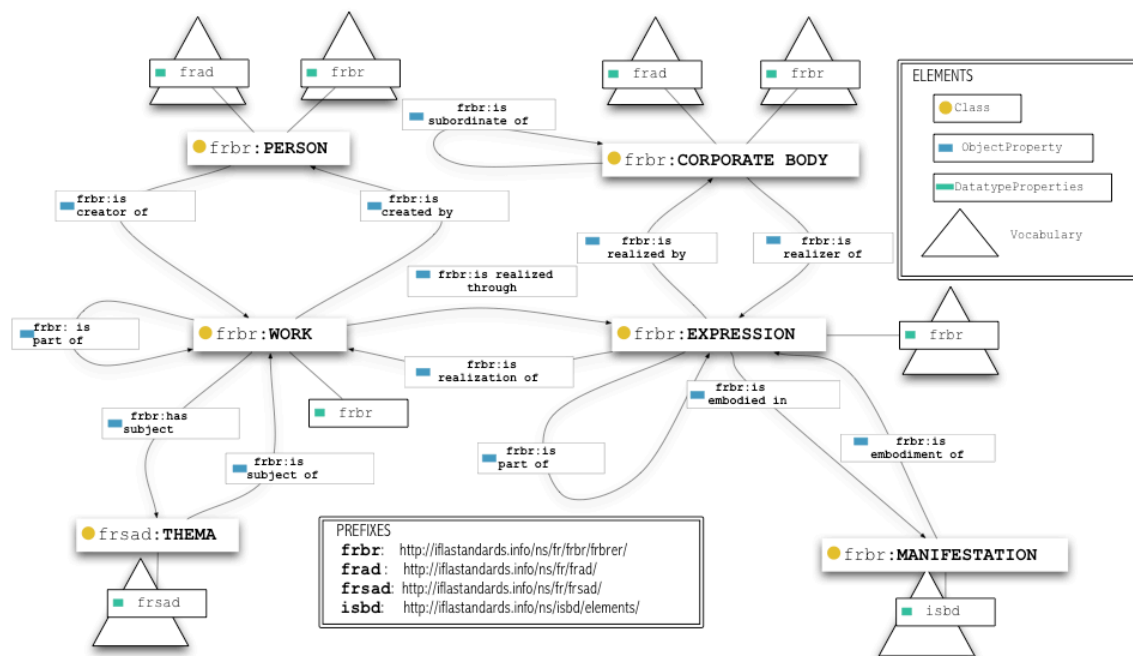 frad
frbr
frad
frbr
ELEMENTS
Class
ObjectProperty
DatatypeProperties
Vocabulary
frbr:is
subordinate of
frbr:PERSON
frbr:CORPORATE BODY
frbr:is
creator of
frbr:is
created by
frbr:is
realized by
frbr:is
realizer of
frbr:is realized
through
frbr: is
part of
frbr:WORK
frbr:EXPRESSION
frbr
frbr:is
realization of
frbr:is
embodied in
frbr:has
subject
frbr
frbr:is
subject of
frbr:is
part of
frbr:is
embodiment of
frsad:THEMA
frbr:MANIFESTATION
PREFIXES
frbr: http://iflastandards.info/ns/fr/frbr/frbrer/
frad: http://iflastandards.info/ns/fr/frad/
frsad: http://iflastandards.info/ns/fr/frsad/
isbd: http://iflastandards.info/ns/isbd/elements/
frsad
isbd